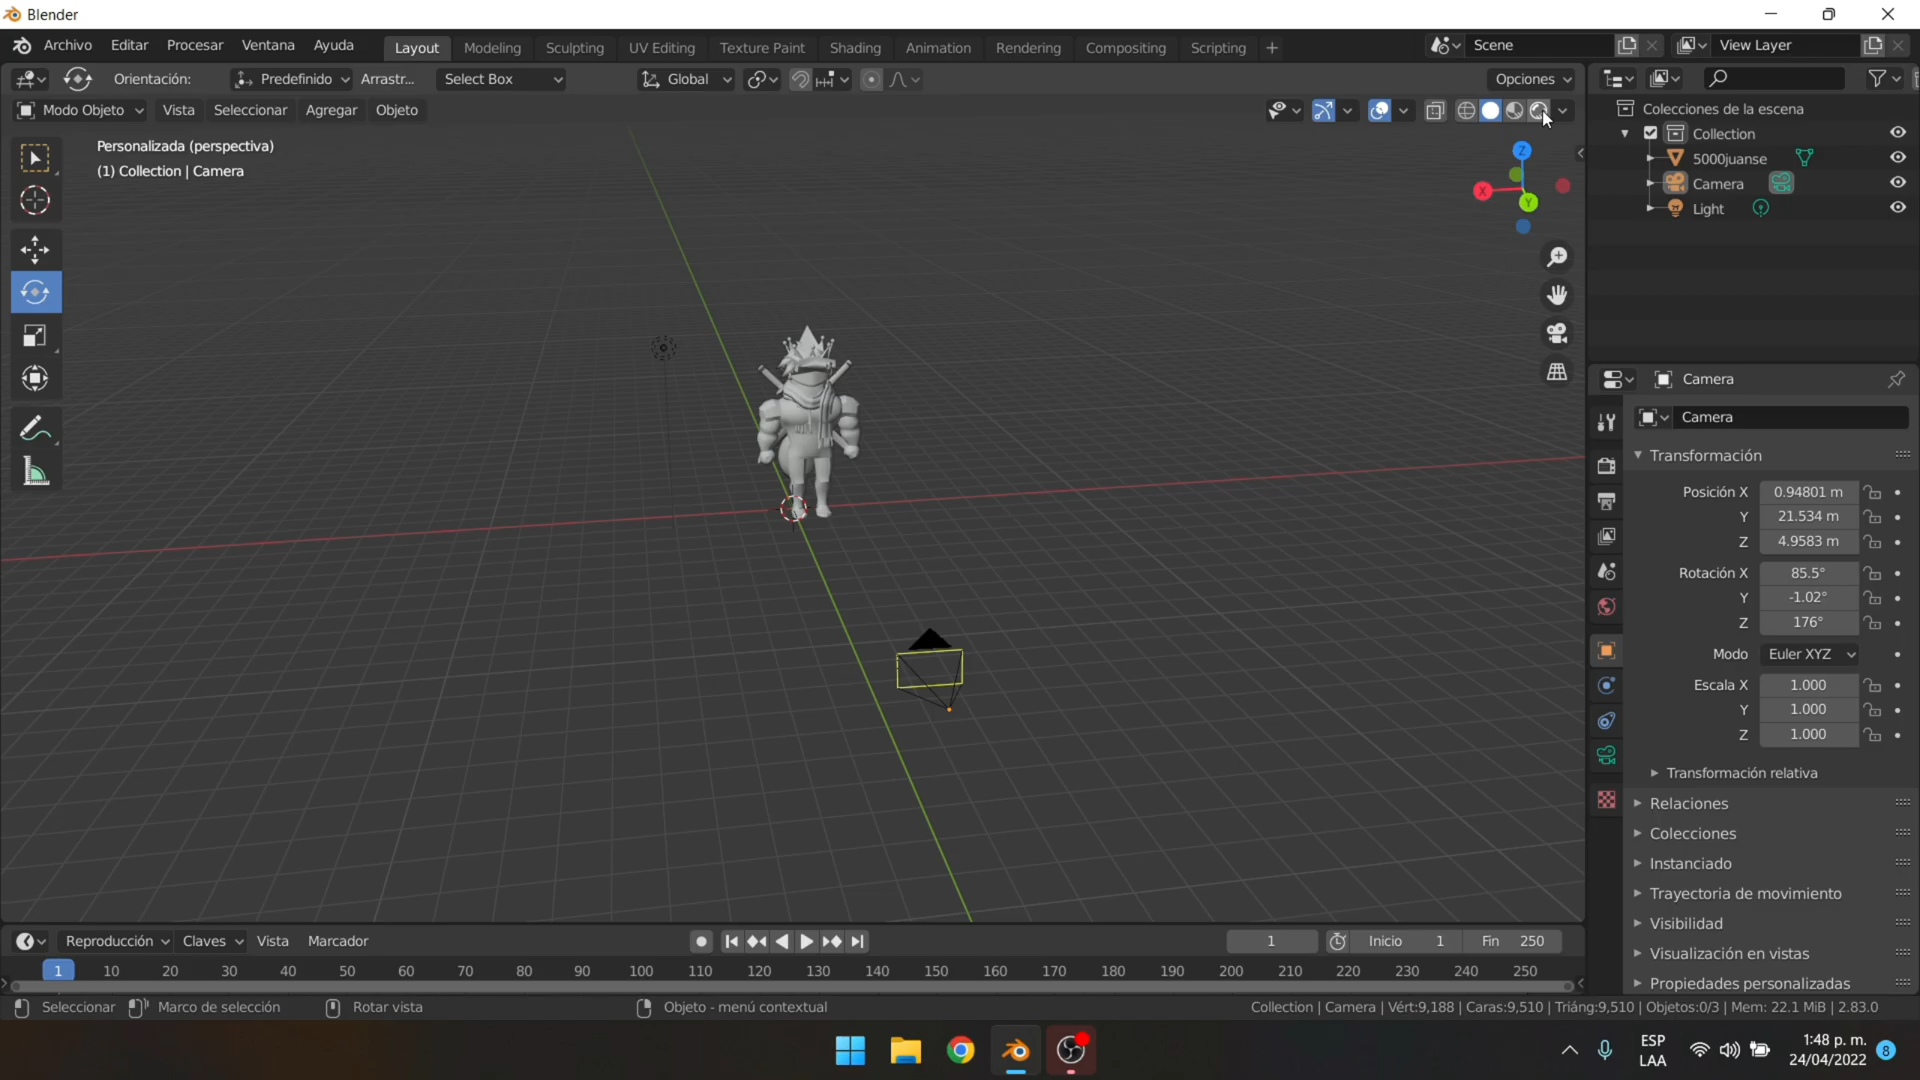 Blender
Archivo Editar Procesar Ventana Ayuda Layout Modeling Sculpting UV Editing Texture Paint Shading Animation Rendering Compositing Scripting + Scene View Layer
Orientación: Predefinido Arrastr... Select Box Global Opciones
Modo Objeto Vista Seleccionar Agregar Objeto
Personalizada (perspectiva)
(1) Collection | Camera
Z
X
Y
Colecciones de la escena
Collection
5000juanse
Camera
Light
Camera
Camera
Transformación
Posición X 0.94801 m
Y 21.534 m
Z 4.9583 m
Rotación X 85.5°
Y -1.02°
Z 176°
Modo Euler XYZ
Escala X 1.000
Y 1.000
Z 1.000
Transformación relativa
Relaciones
Colecciones
Instanciado
Trayectoria de movimiento
Visibilidad
Visualización en vistas
Propiedades personalizadas
Reproducción Claves Vista Marcador 1 Inicio 1 Fin 250
1 10 20 30 40 50 60 70 80 90 100 110 120 130 140 150 160 170 180 190 200 210 220 230 240 250
Seleccionar Marco de selección Rotar vista Objeto - menú contextual Collection | Camera | Vért:9,188 | Caras:9,510 | Triáng:9,510 | Objetos:0/3 | Mem: 22.1 MiB | 2.83.0
ESP
LAA
1:48 p. m.
24/04/2022
8